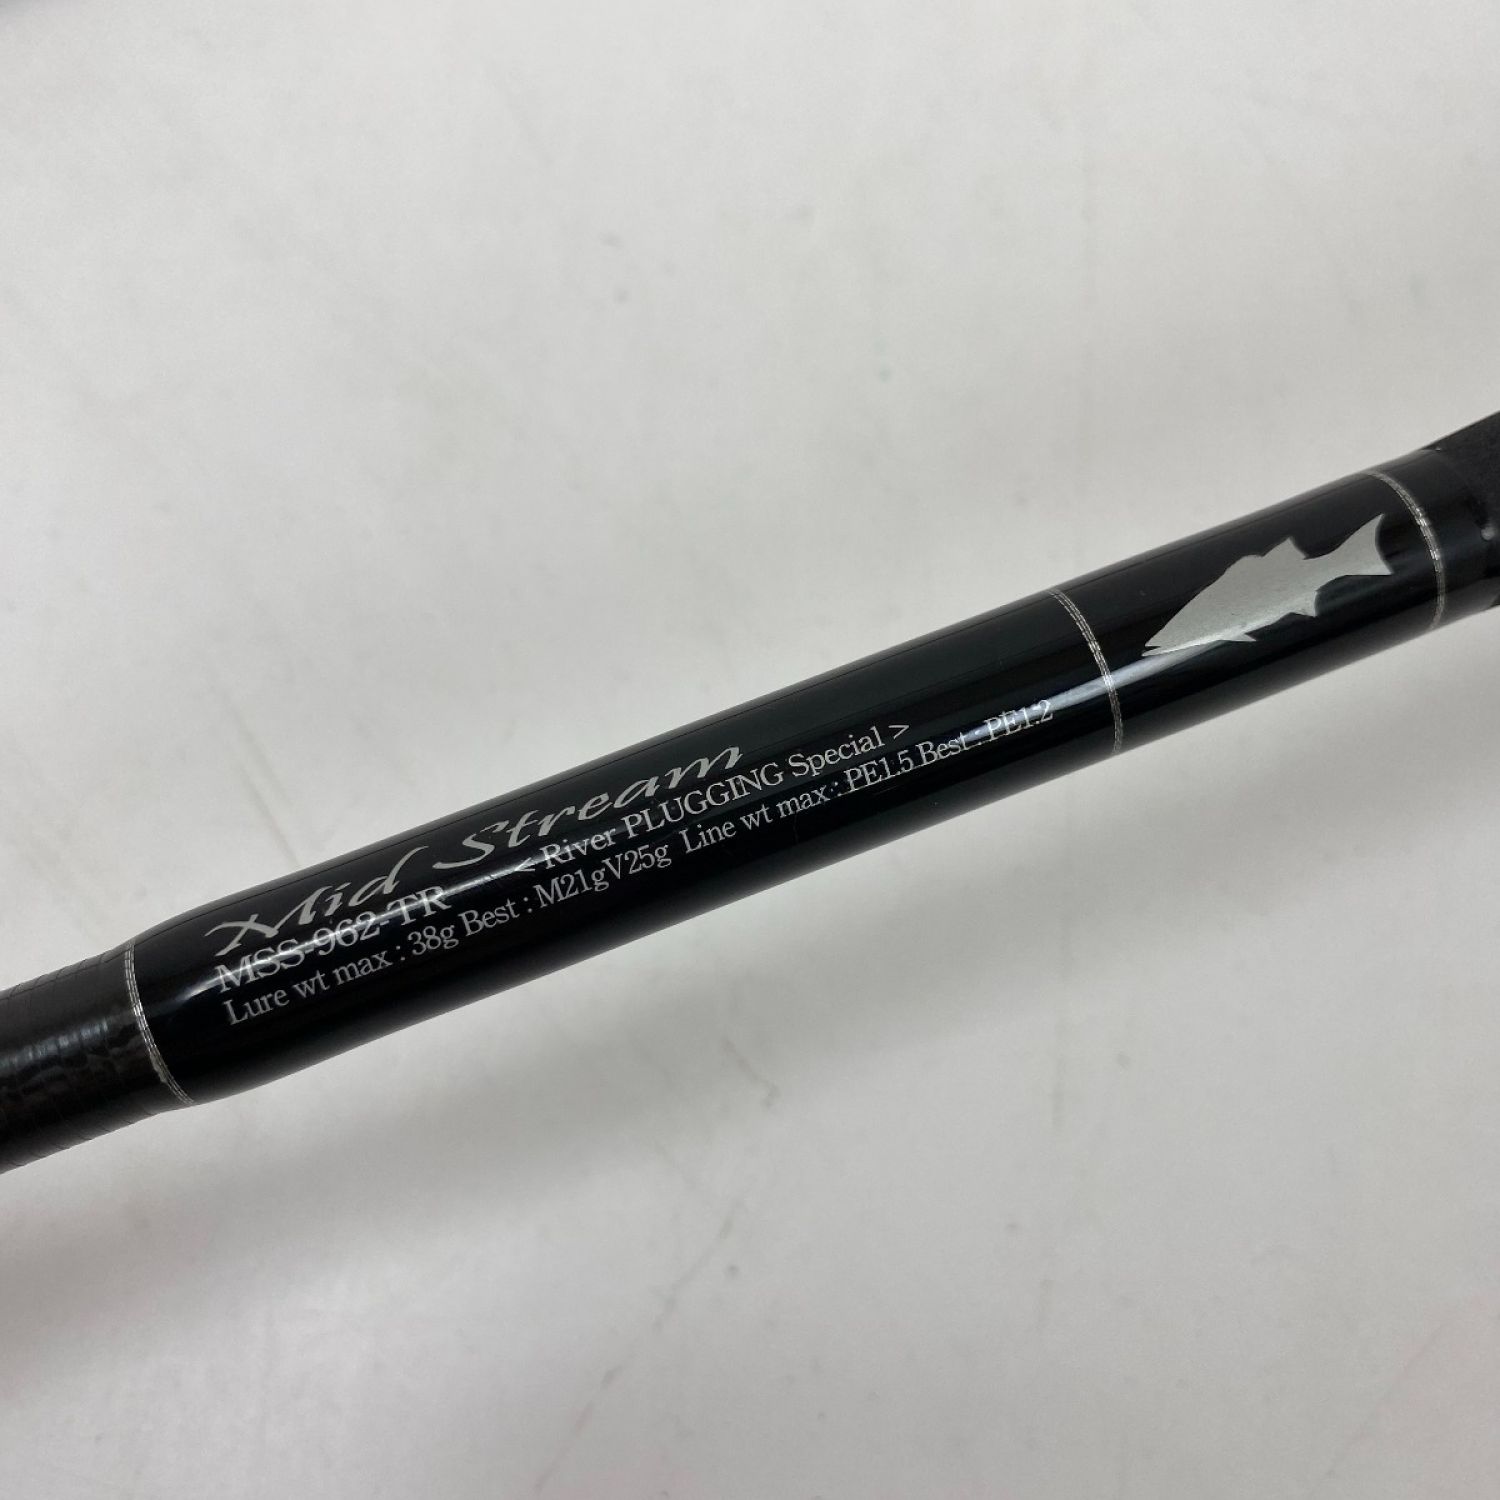 Mid Stream
MSS-962-TR < River PLUGGING Special >
Lure wt max : 38g Best : M21gV25g Line wt max : PE1.5 Best : PE1.2